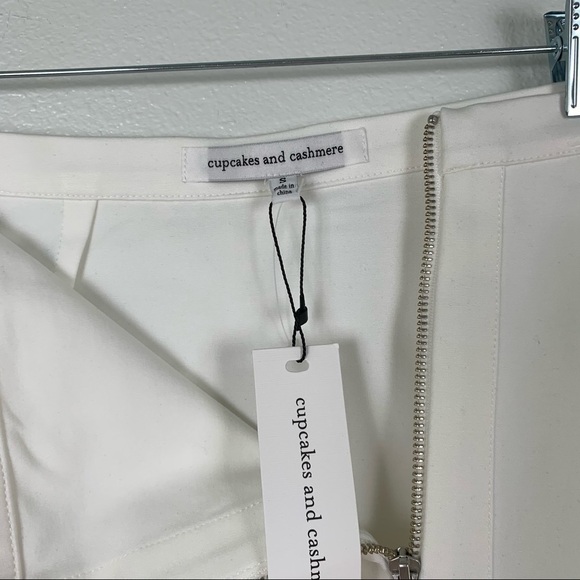 cupcakes and cashmere
S
made in
china
cupcakes and cashm